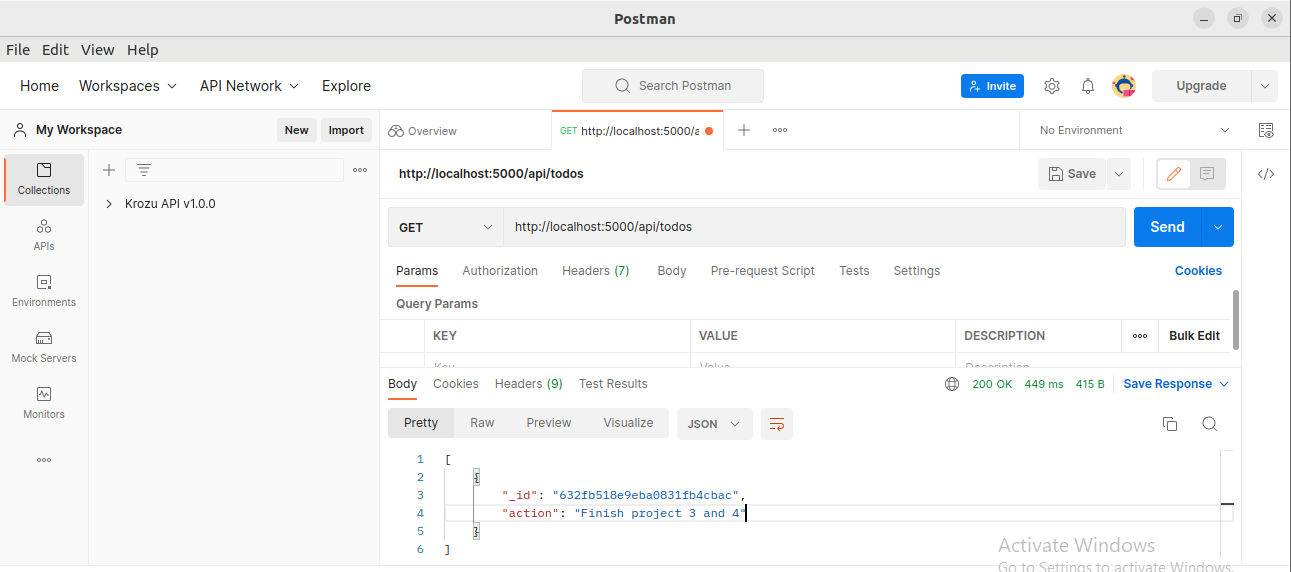 Postman
File Edit View Help
Home Workspaces API Network Explore Search Postman Invite Upgrade
My Workspace New Import Overview GET http://localhost:5000/a No Environment
Collections
APIs
Environments
Mock Servers
Monitors
Krozu API v1.0.0
http://localhost:5000/api/todos Save
GET http://localhost:5000/api/todos Send
Params Authorization Headers (7) Body Pre-request Script Tests Settings Cookies
Query Params
KEY VALUE DESCRIPTION Bulk Edit
Key Value Description
Body Cookies Headers (9) Test Results 200 OK 449 ms 415 B Save Response
Pretty Raw Preview Visualize JSON
1 [
2 {
3 "_id": "632fb518e9eba0831fb4cbac",
4 "action": "Finish project 3 and 4"
5 }
6 ]
Activate Windows
Go to Settings to activate Windows.